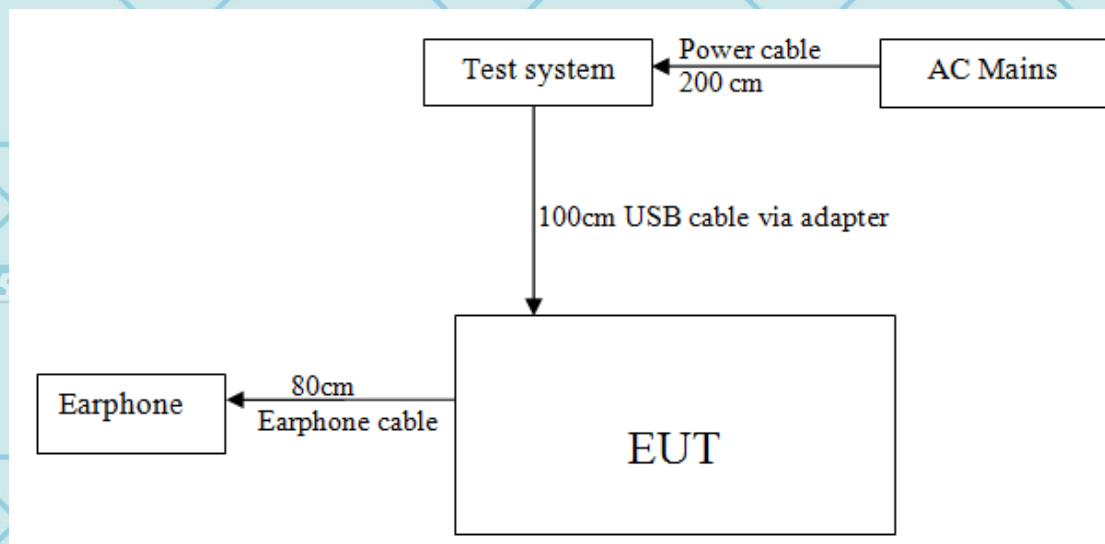 Test system
Power cable
200 cm
AC Mains
100cm USB cable via adapter
Earphone
80cm
Earphone cable
EUT